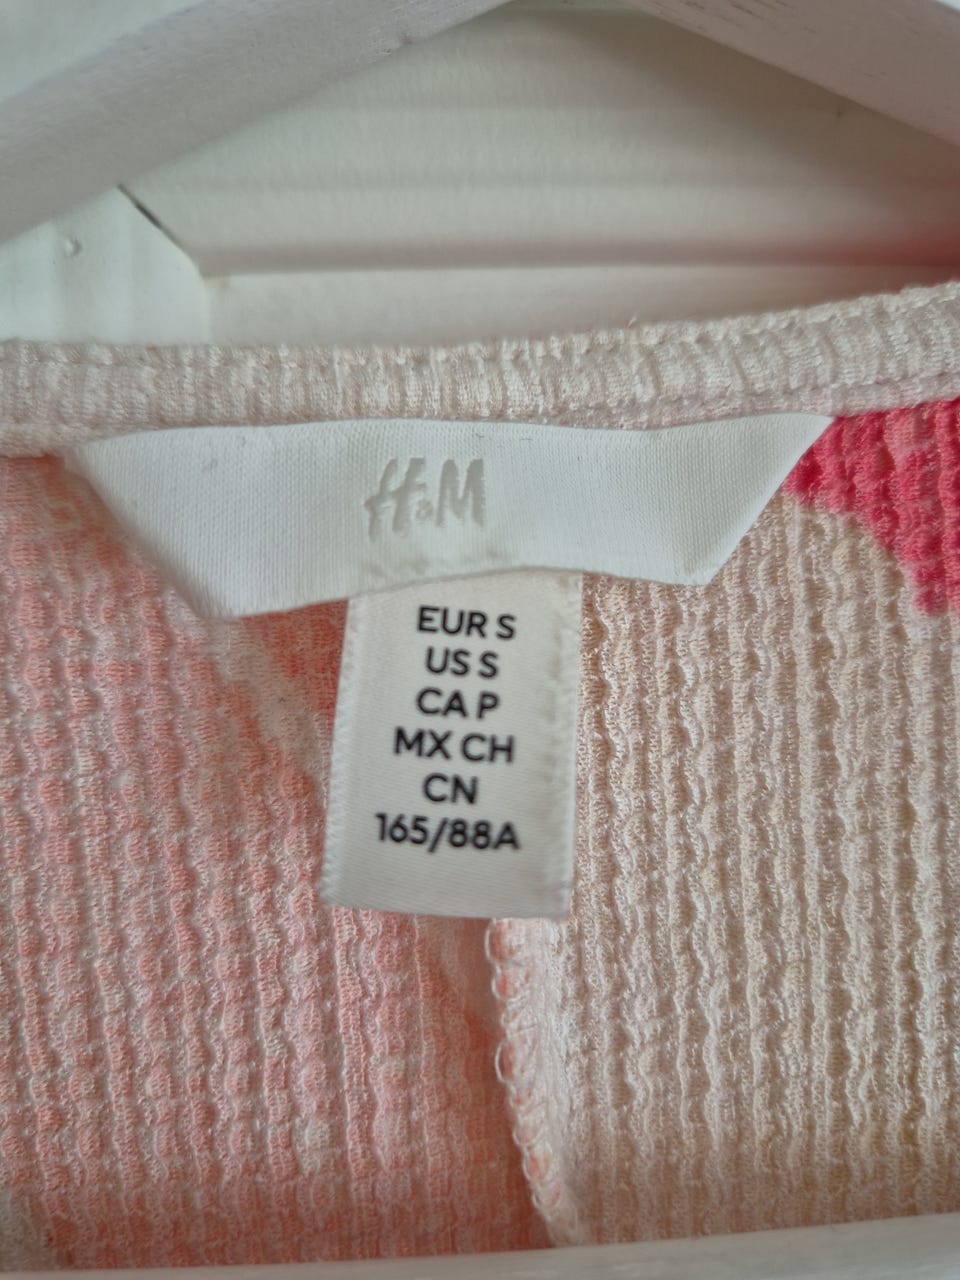 H&M
EUR S
US S
CA P
MX CH
CN
165/88A